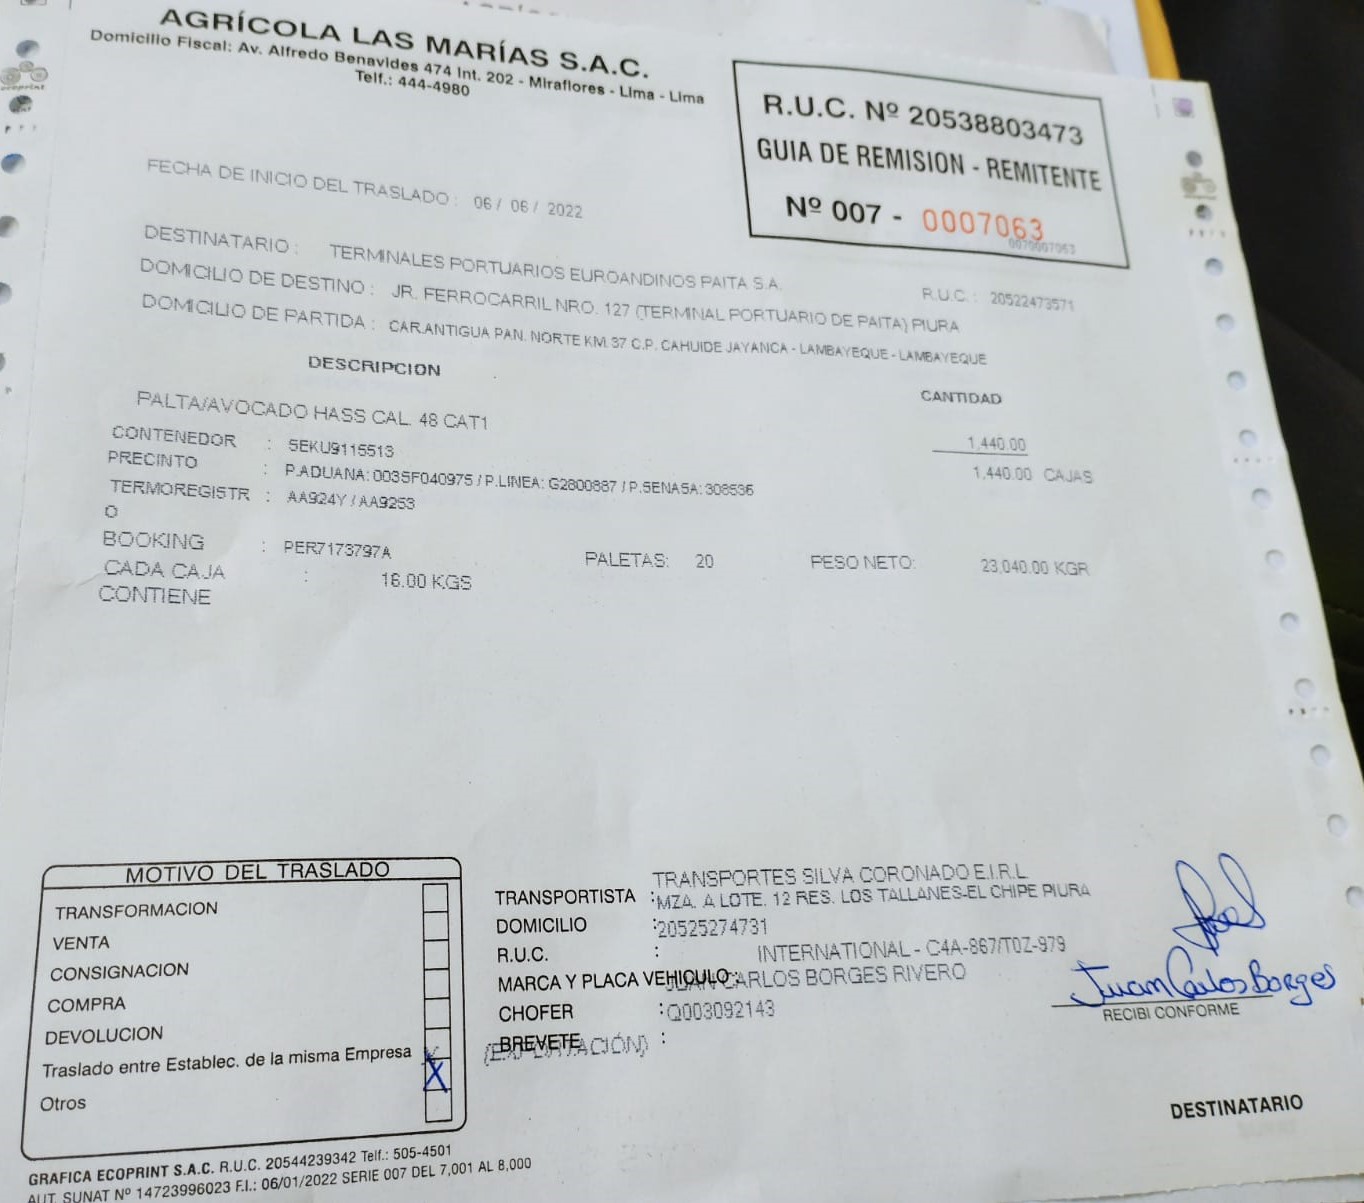 AGRÍCOLA LAS MARÍAS S.A.C.
Domicilio Fiscal: Av. Alfredo Benavides 474 Int. 202 - Miraflores - Lima - Lima
Telf.: 444-4980
R.U.C. Nº 20538803473
GUIA DE REMISION - REMITENTE
Nº 007 - 0007063
0070007063
FECHA DE INICIO DEL TRASLADO : 06 / 06 / 2022
DESTINATARIO : TERMINALES PORTUARIOS EUROANDINOS PAITA S.A. R.U.C. : 20522473571
DOMICILIO DE DESTINO : JR. FERROCARRIL NRO. 127 (TERMINAL PORTUARIO DE PAITA) PIURA
DOMICILIO DE PARTIDA : CAR.ANTIGUA PAN. NORTE KM. 37 C.P. CAHUIDE JAYANCA - LAMBAYEQUE - LAMBAYEQUE
DESCRIPCION CANTIDAD
PALTA/AVOCADO HASS CAL. 48 CAT1 1,440.00
CONTENEDOR : SEKU9115513 1,440.00 CAJAS
PRECINTO : P.ADUANA: 0035F040975 / P.LINEA: G2800887 / P.SENASA: 308536
TERMOREGISTR : AA924Y / AA9253
O
BOOKING : PER7173797A PALETAS: 20 PESO NETO: 23,040.00 KGR
CADA CAJA : 16.00 KGS
CONTIENE
MOTIVO DEL TRASLADO
TRANSFORMACION
VENTA
CONSIGNACION
COMPRA
DEVOLUCION
Traslado entre Establec. de la misma Empresa X
Otros
TRANSPORTES SILVA CORONADO E.I.R.L
TRANSPORTISTA : MZA. A LOTE. 12 RES. LOS TALLANES-EL CHIPE PIURA
DOMICILIO : 20525274731
R.U.C. : INTERNATIONAL - C4A-867/T0Z-979
MARCA Y PLACA VEHICULO : JUAN CARLOS BORGES RIVERO
CHOFER : Q003092143
BREVETE :
(EXPORTACIÓN)
Juan Carlos Borges
RECIBI CONFORME
DESTINATARIO
GRAFICA ECOPRINT S.A.C. R.U.C. 20544239342 Telf.: 505-4501
AUT. SUNAT Nº 14723996023 F.I.: 06/01/2022 SERIE 007 DEL 7,001 AL 8,000